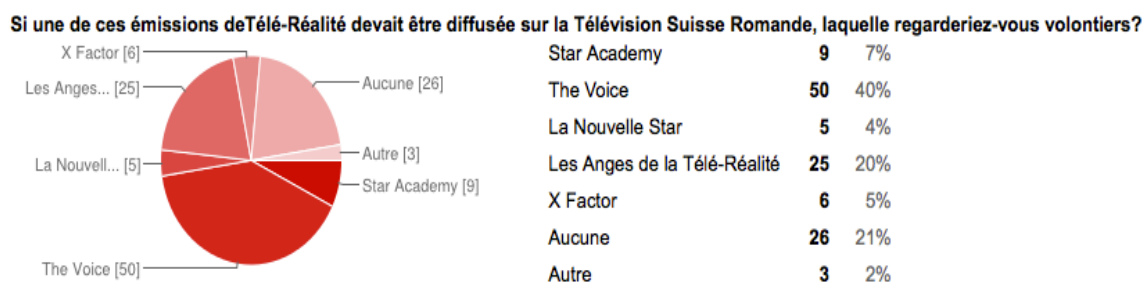 Si une de ces émissions deTélé-Réalité devait être diffusée sur la Télévision Suisse Romande, laquelle regarderiez-vous volontiers?
X Factor [6]
Les Anges... [25]
Aucune [26]
La Nouvell... [5]
Autre [3]
Star Academy [9]
The Voice [50]
Star Academy 9 7%
The Voice 50 40%
La Nouvelle Star 5 4%
Les Anges de la Télé-Réalité 25 20%
X Factor 6 5%
Aucune 26 21%
Autre 3 2%